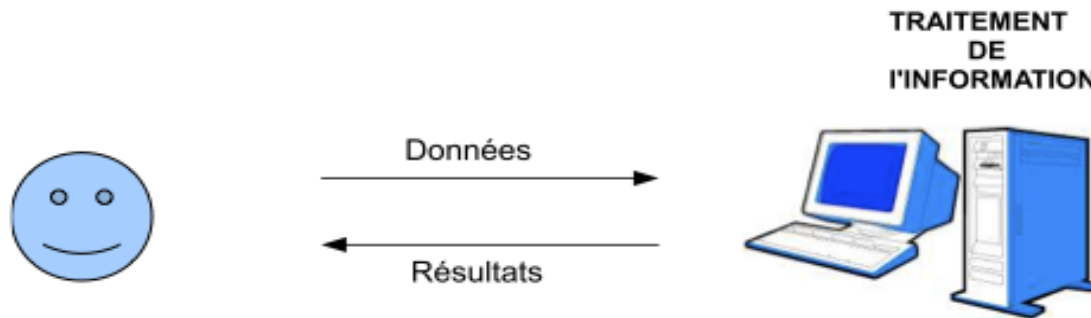 TRAITEMENT
DE
l'INFORMATION
Données
Résultats